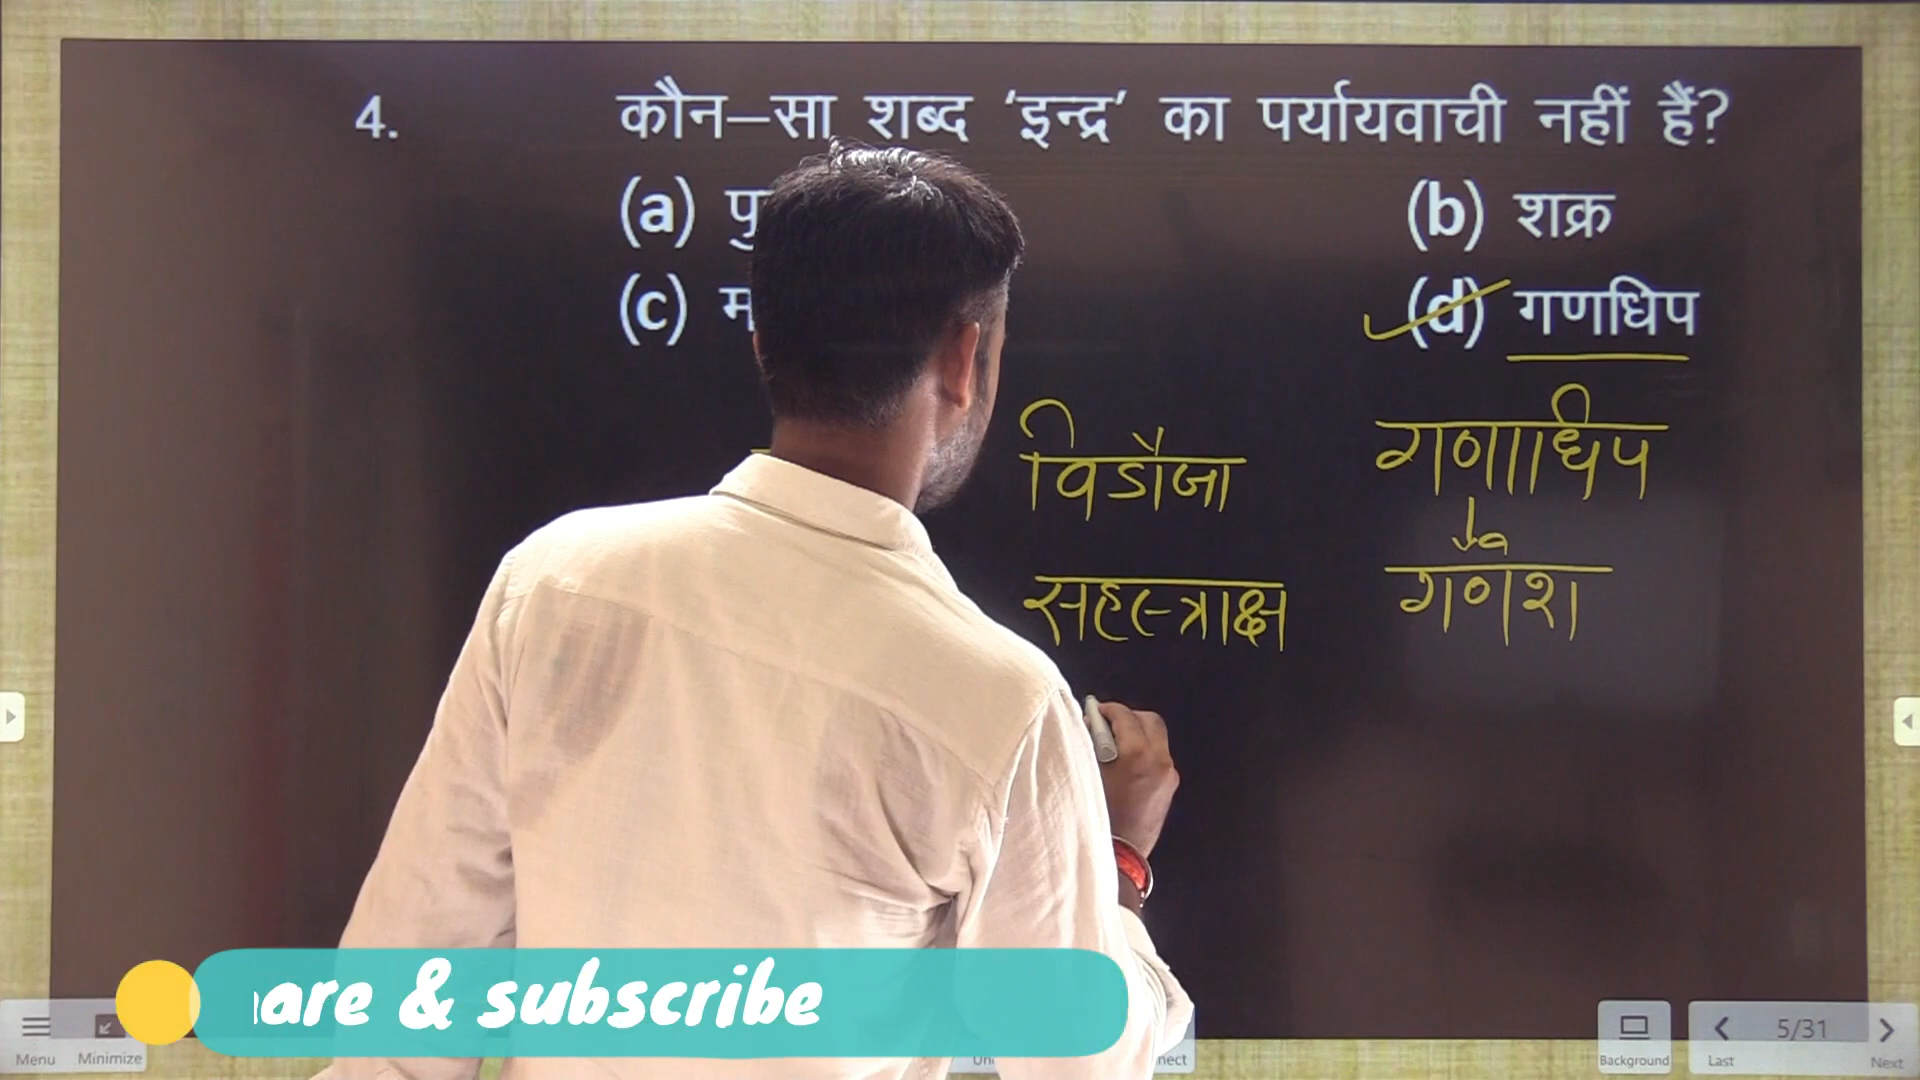 4. कौन–सा शब्द 'इन्द्र' का पर्यायवाची नहीं हैं?
(a) (b) शक्र
(c) (d) गणधिप
विडौजा गणाधिप
सहस्त्राक्ष गणेश
are & subscribe
Menu Minimize Background Last 5/31 Next